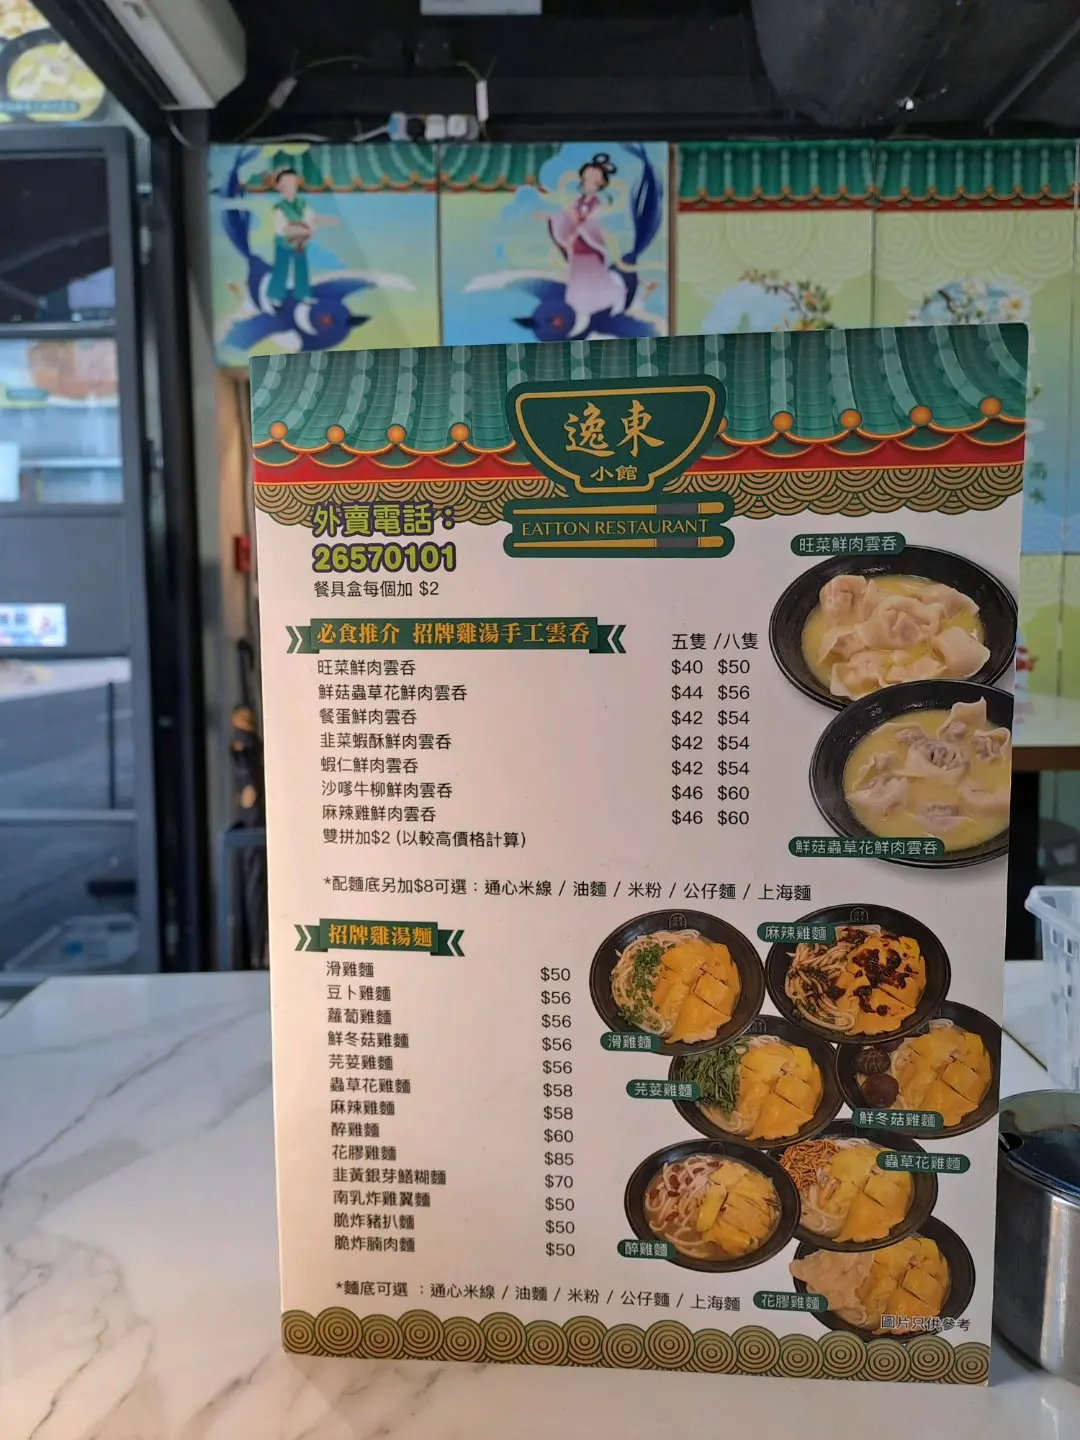 逸東
小館
EATTON RESTAURANT
外賣電話：
26570101
餐具盒每個加 $2
必食推介 招牌雞湯手工雲吞
五隻 /八隻
旺菜鮮肉雲吞 $40 $50
鮮菇蟲草花鮮肉雲吞 $44 $56
餐蛋鮮肉雲吞 $42 $54
韭菜蝦酥鮮肉雲吞 $42 $54
蝦仁鮮肉雲吞 $42 $54
沙嗲牛柳鮮肉雲吞 $46 $60
麻辣雞鮮肉雲吞 $46 $60
雙拼加$2 (以較高價格計算)
*配麵底另加$8可選：通心米線 / 油麵 / 米粉 / 公仔麵 / 上海麵
旺菜鮮肉雲吞
鮮菇蟲草花鮮肉雲吞
招牌雞湯麵
滑雞麵 $50
豆卜雞麵 $56
蘿蔔雞麵 $56
鮮冬菇雞麵 $56
芫荽雞麵 $56
蟲草花雞麵 $58
麻辣雞麵 $58
醉雞麵 $60
花膠雞麵 $85
韭黃銀芽鱔糊麵 $70
南乳炸雞翼麵 $50
脆炸豬扒麵 $50
脆炸腩肉麵 $50
*麵底可選 ：通心米線 / 油麵 / 米粉 / 公仔麵 / 上海麵
麻辣雞麵
滑雞麵
芫荽雞麵
鮮冬菇雞麵
蟲草花雞麵
醉雞麵
花膠雞麵
圖片只供參考